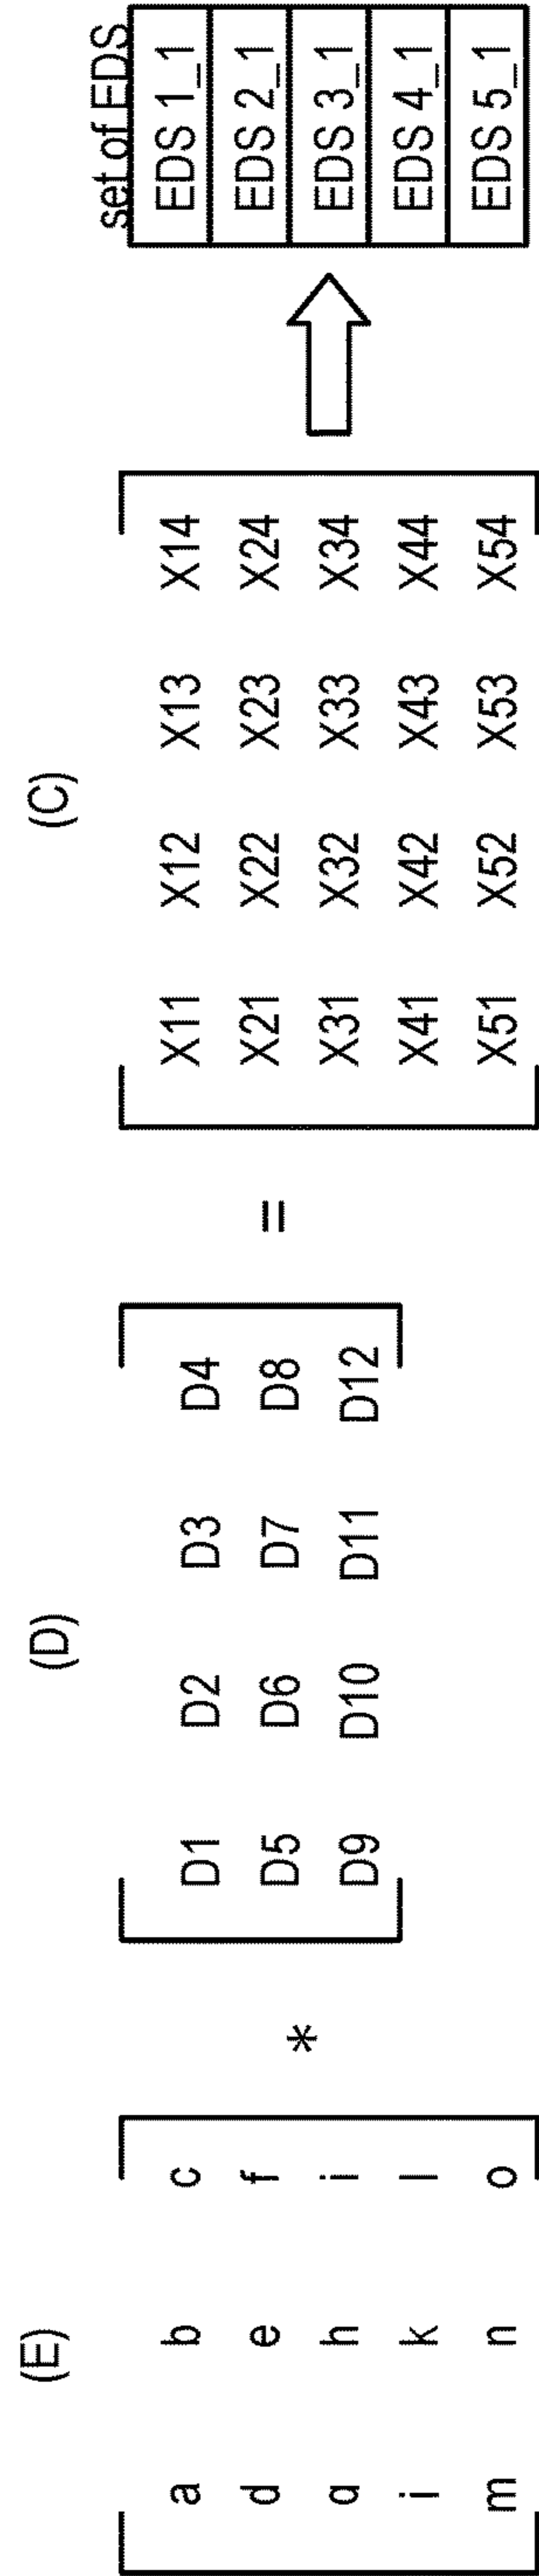 (E) (D) (C) set of EDS
a b c D1 D2 D3 D4 X11 X12 X13 X14 EDS 1_1
d e f D5 D6 D7 D8 X21 X22 X23 X24 EDS 2_1
g h i * D9 D10 D11 D12 = X31 X32 X33 X34 EDS 3_1
j k l X41 X42 X43 X44 EDS 4_1
m n o X51 X52 X53 X54 EDS 5_1